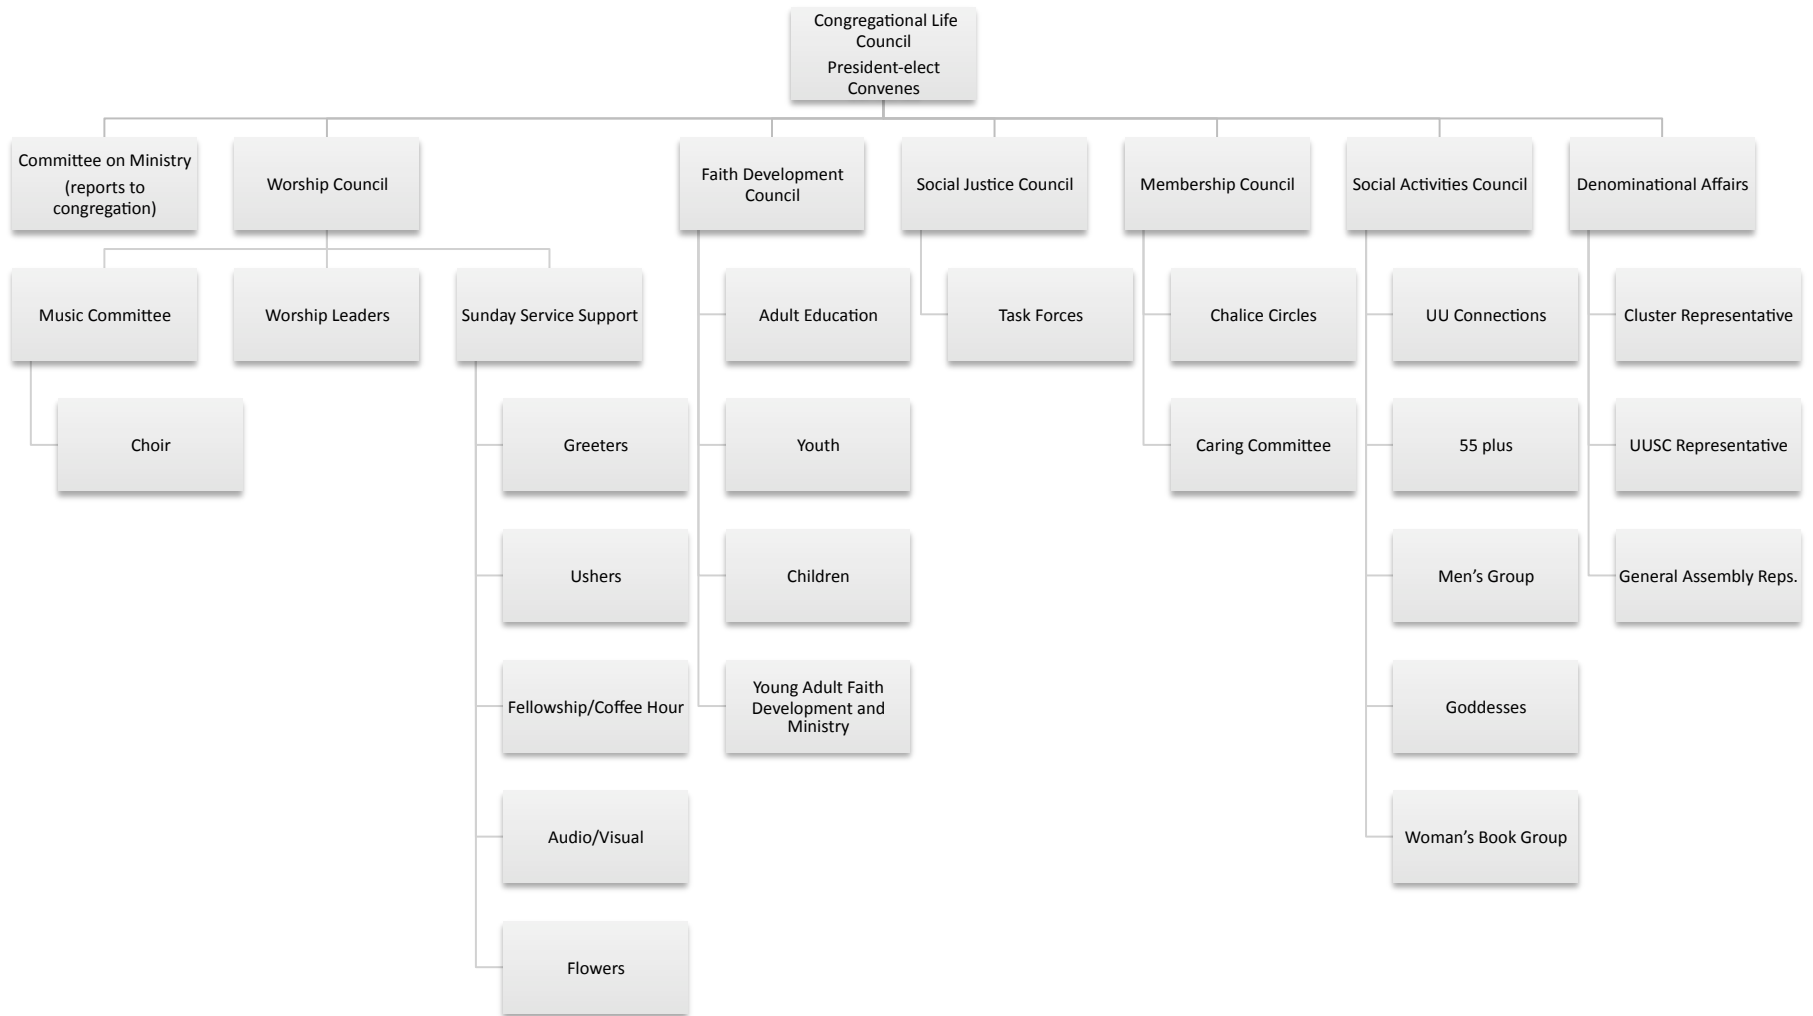 Congregational Life
Council
President-elect
Convenes
Committee on Ministry
(reports to
congregation)
Worship Council
Faith Development
Council
Social Justice Council
Membership Council
Social Activities Council
Denominational Affairs
Music Committee
Worship Leaders
Sunday Service Support
Adult Education
Task Forces
Chalice Circles
UU Connections
Cluster Representative
Choir
Greeters
Youth
Caring Committee
55 plus
UUSC Representative
Ushers
Children
Men’s Group
General Assembly Reps.
Fellowship/Coffee Hour
Young Adult Faith
Development and
Ministry
Goddesses
Audio/Visual
Woman’s Book Group
Flowers